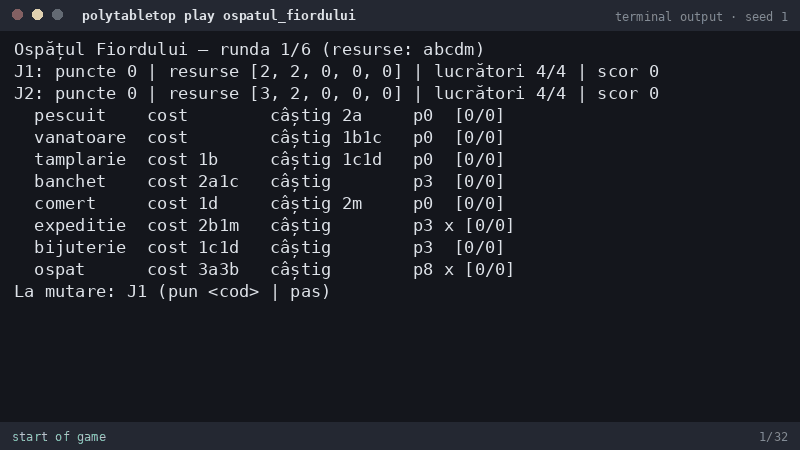 polytabletop play ospatul_fiordului
terminal output · seed 1
Ospățul Fiordului — runda 1/6 (resurse: abcdm)
J1: puncte 0 | resurse [2, 2, 0, 0, 0] | lucrători 4/4 | scor 0
J2: puncte 0 | resurse [3, 2, 0, 0, 0] | lucrători 4/4 | scor 0
pescuit cost câștig 2a p0 [0/0]
vanatoare cost câștig 1b1c p0 [0/0]
tamplarie cost 1b câștig 1c1d p0 [0/0]
banchet cost 2a1c câștig p3 [0/0]
comert cost 1d câștig 2m p0 [0/0]
expeditie cost 2b1m câștig p3 x [0/0]
bijuterie cost 1c1d câștig p3 [0/0]
ospat cost 3a3b câștig p8 x [0/0]
La mutare: J1 (pun <cod> | pas)
start of game
1/32